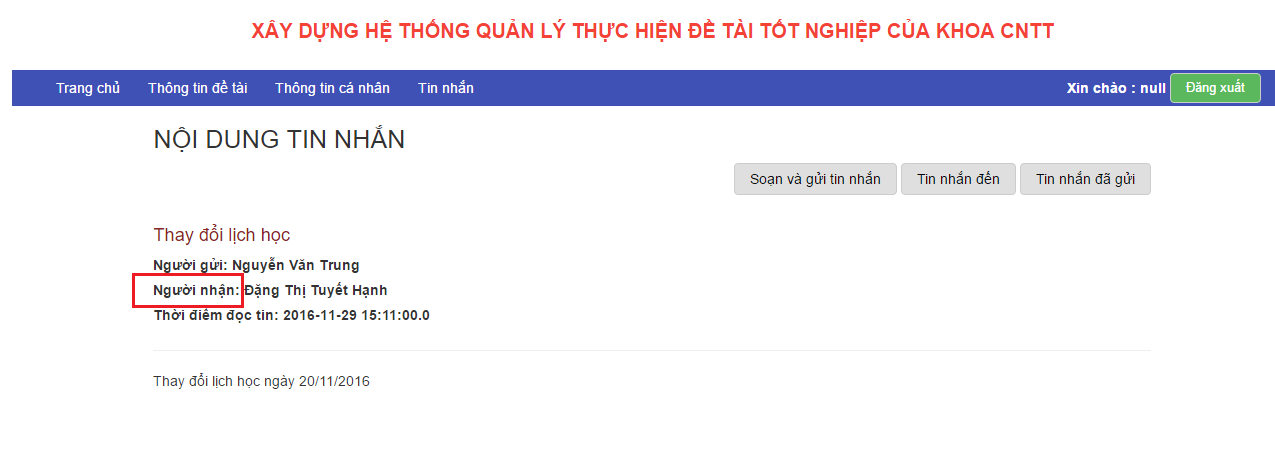 XÂY DỰNG HỆ THỐNG QUẢN LÝ THỰC HIỆN ĐỀ TÀI TỐT NGHIỆP CỦA KHOA CNTT
Trang chủ Thông tin đề tài Thông tin cá nhân Tin nhắn Xin chào : null Đăng xuất
NỘI DUNG TIN NHẮN
Soạn và gửi tin nhắn Tin nhắn đến Tin nhắn đã gửi
Thay đổi lịch học
Người gửi: Nguyễn Văn Trung
Người nhận: Đặng Thị Tuyết Hạnh
Thời điểm đọc tin: 2016-11-29 15:11:00.0
Thay đổi lịch học ngày 20/11/2016